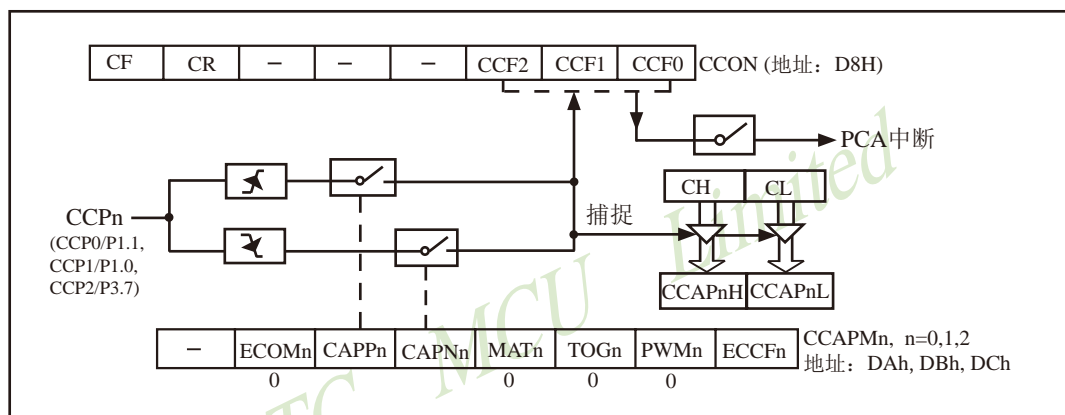 CF CR – – – CCF2 CCF1 CCF0 CCON (地址：D8H)
PCA中断
CH CL
捕捉
CCPn
(CCP0/P1.1,
CCP1/P1.0,
CCP2/P3.7)
CCAPnH CCAPnL
– ECOMn CAPPn CAPNn MATn TOGn PWMn ECCFn
CCAPMn, n=0,1,2
地址：DAh, DBh, DCh
0 0 0 0
MCU Limited